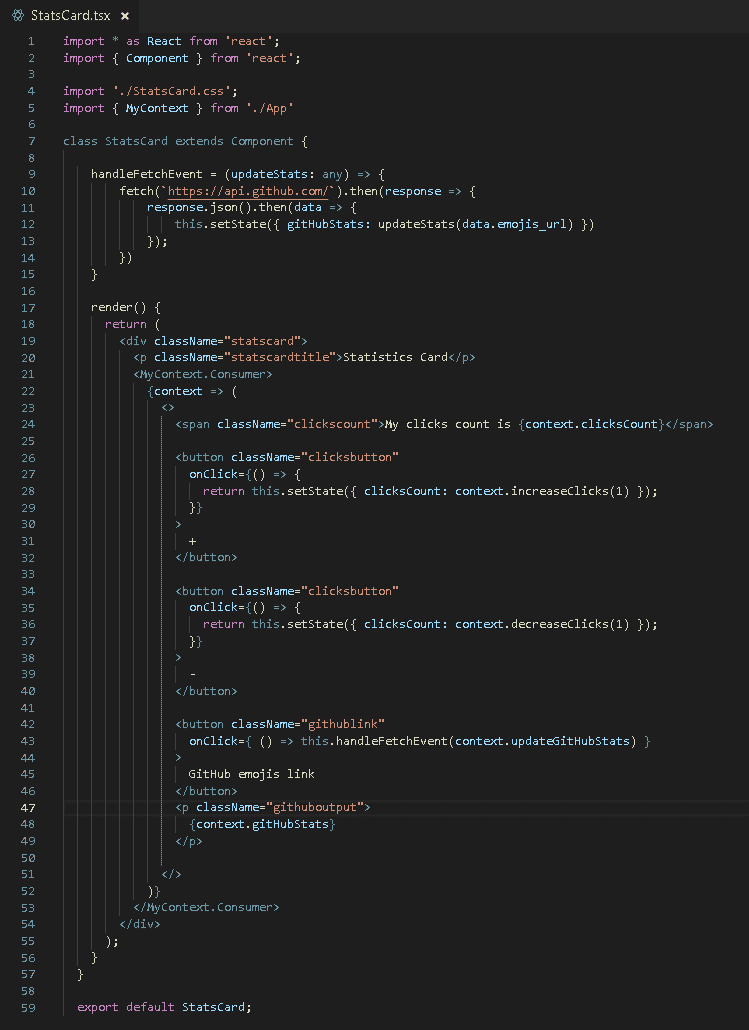 StatsCard.tsx ×
1 import * as React from 'react';
2 import { Component } from 'react';
3
4 import './StatsCard.css';
5 import { MyContext } from './App'
6
7 class StatsCard extends Component {
8
9 handleFetchEvent = (updateStats: any) => {
10 fetch(`https://api.github.com/`).then(response => {
11 response.json().then(data => {
12 this.setState({ gitHubStats: updateStats(data.emojis_url) })
13 });
14 })
15 }
16
17 render() {
18 return (
19 <div className="statscard">
20 <p className="statscardtitle">Statistics Card</p>
21 <MyContext.Consumer>
22 {context => (
23 <>
24 <span className="clickscount">My clicks count is {context.clicksCount}</span>
25
26 <button className="clicksbutton"
27 onClick={() => {
28 return this.setState({ clicksCount: context.increaseClicks(1) });
29 }}
30 >
31 +
32 </button>
33
34 <button className="clicksbutton"
35 onClick={() => {
36 return this.setState({ clicksCount: context.decreaseClicks(1) });
37 }}
38 >
39 -
40 </button>
41
42 <button className="githublink"
43 onClick={ () => this.handleFetchEvent(context.updateGitHubStats) }
44 >
45 GitHub emojis link
46 </button>
47 <p className="githuboutput">
48 {context.gitHubStats}
49 </p>
50
51 </>
52 )}
53 </MyContext.Consumer>
54 </div>
55 );
56 }
57 }
58
59 export default StatsCard;